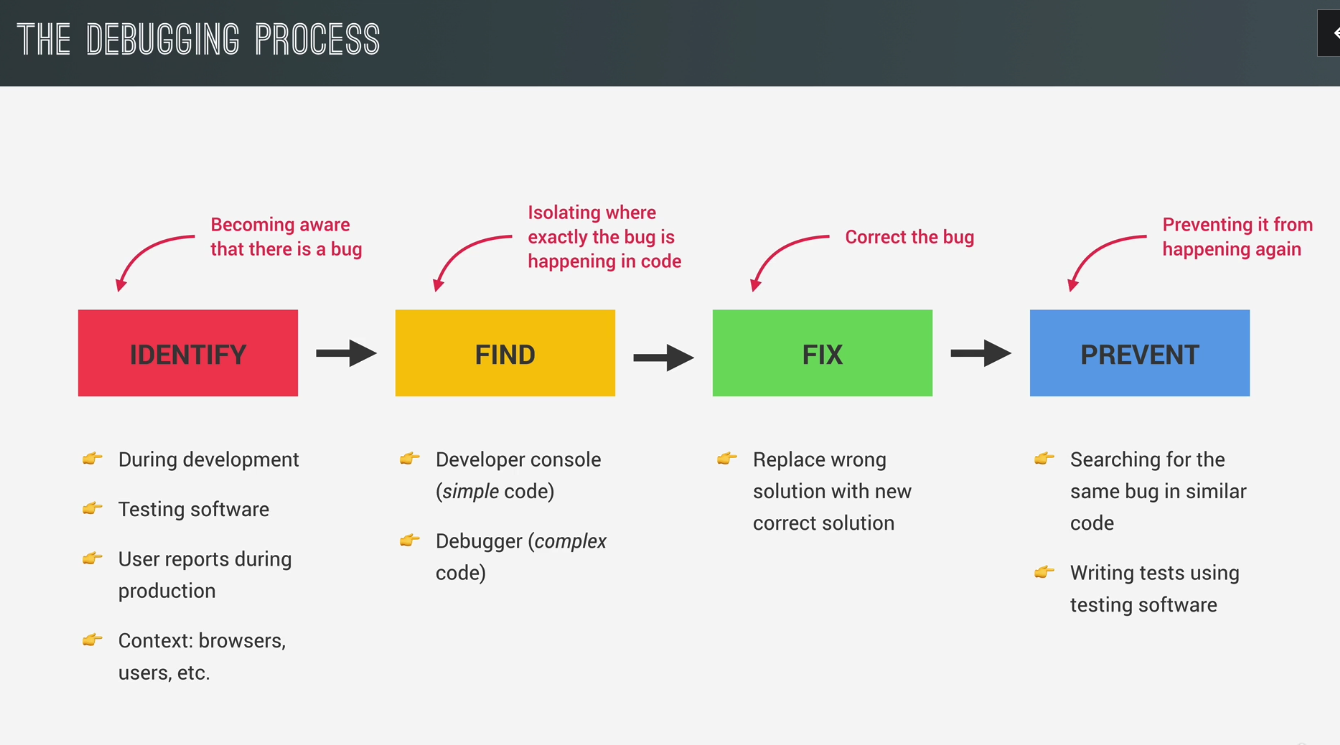 THE DEBUGGING PROCESS
Becoming aware
that there is a bug
Isolating where
exactly the bug is
happening in code
Correct the bug
Preventing it from
happening again
IDENTIFY
FIND
FIX
PREVENT
During development
Testing software
User reports during
production
Context: browsers,
users, etc.
Developer console
(simple code)
Debugger (complex
code)
Replace wrong
solution with new
correct solution
Searching for the
same bug in similar
code
Writing tests using
testing software